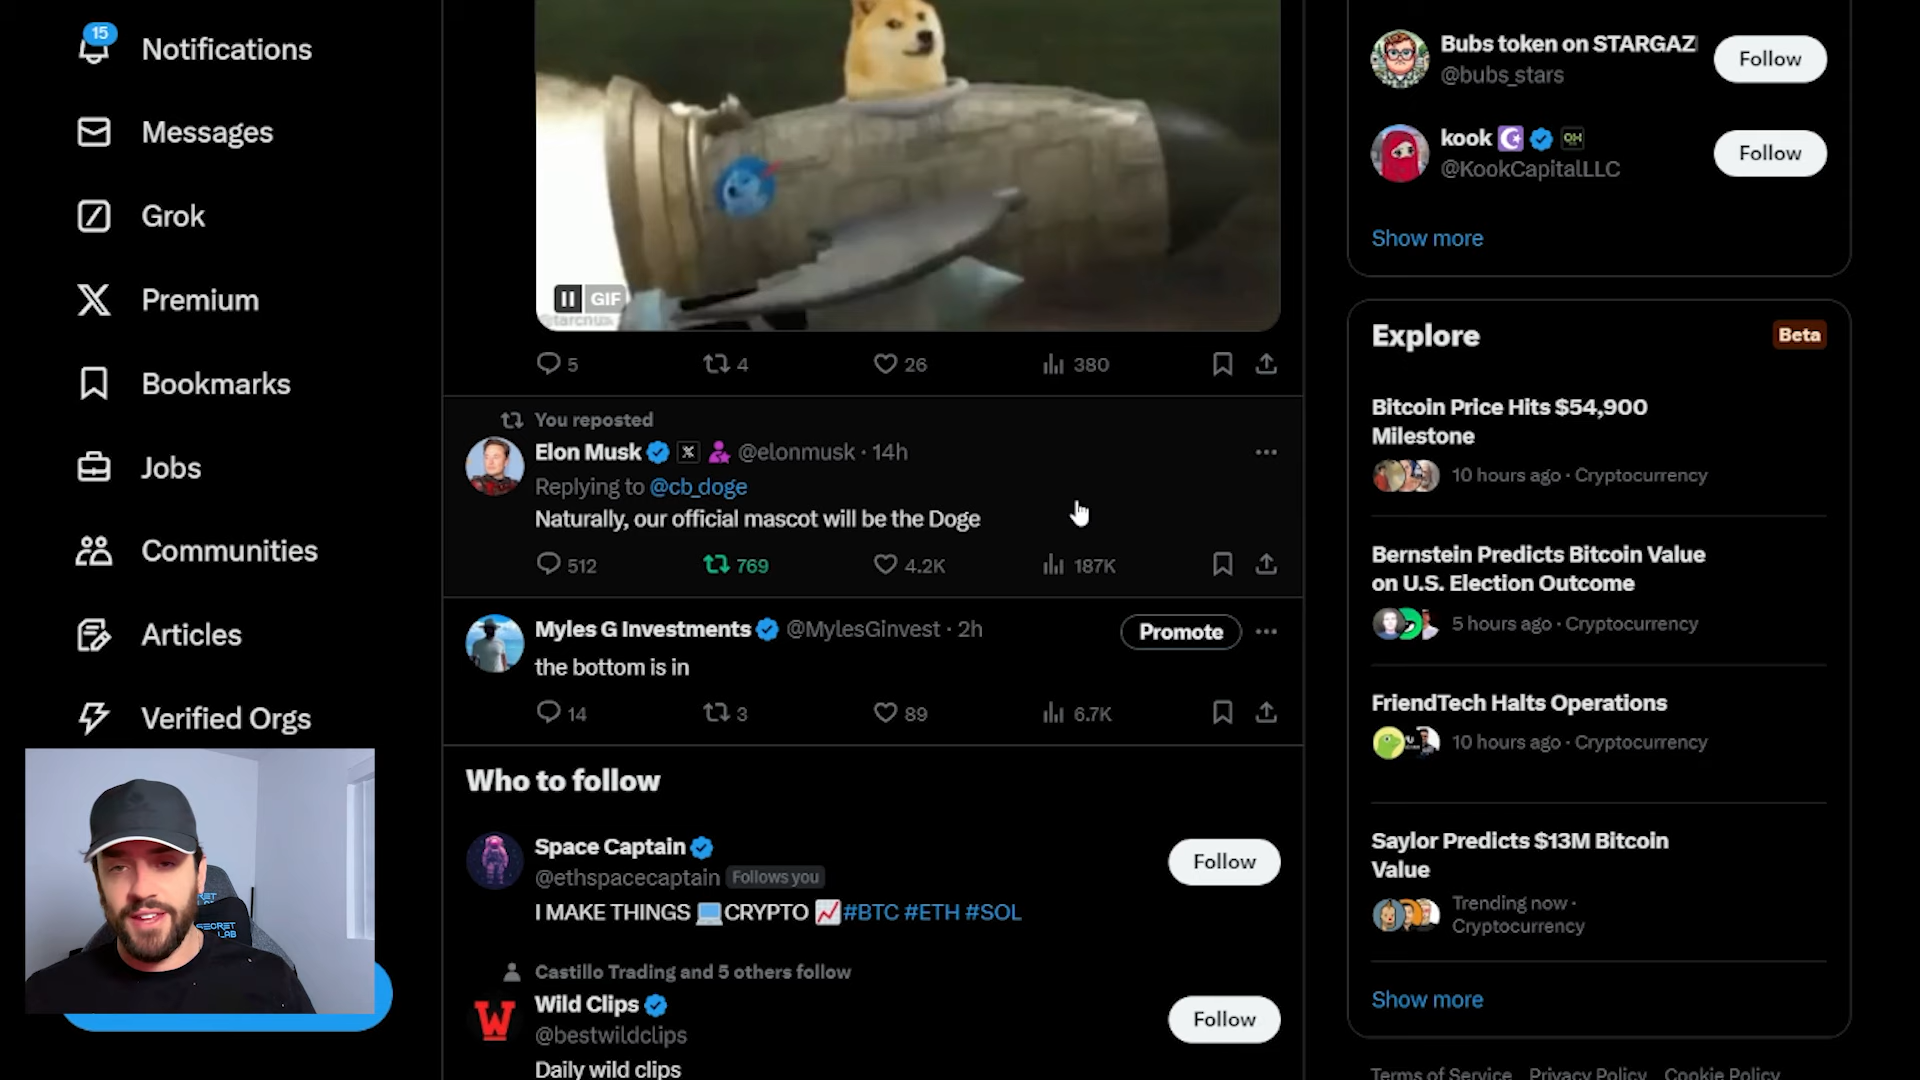 15
Notifications
Messages
Grok
Premium
Bookmarks
Jobs
Communities
Articles
Verified Orgs
SECRET
LAB
GIF
5
4
26
380
You reposted
Elon Musk @elonmusk · 14h
Replying to @cb_doge
Naturally, our official mascot will be the Doge
512
769
4.2K
187K
Myles G Investments @MylesGinvest · 2h
Promote
the bottom is in
14
3
89
6.7K
Who to follow
Space Captain
@ethspacecaptain Follows you
Follow
I MAKE THINGS 💻CRYPTO 📈#BTC #ETH #SOL
Castillo Trading and 5 others follow
Wild Clips
@bestwildclips
Follow
Daily wild clips
Bubs token on STARGAZ
@bubs_stars
Follow
kook
@KookCapitalLLC
Follow
Show more
Explore
Beta
Bitcoin Price Hits $54,900
Milestone
10 hours ago · Cryptocurrency
Bernstein Predicts Bitcoin Value
on U.S. Election Outcome
5 hours ago · Cryptocurrency
FriendTech Halts Operations
10 hours ago · Cryptocurrency
Saylor Predicts $13M Bitcoin
Value
Trending now ·
Cryptocurrency
Show more
Terms of Service Privacy Policy Cookie Policy